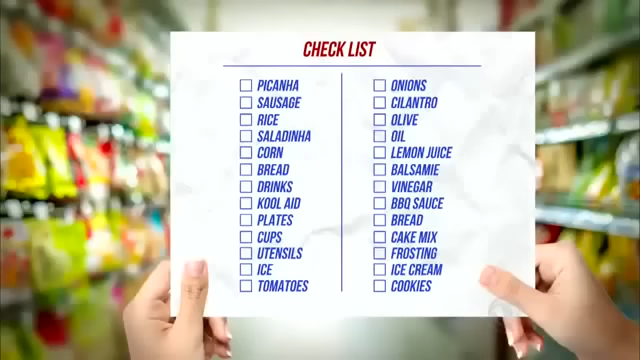 CHECK LIST
PICANHA
SAUSAGE
RICE
SALADINHA
CORN
BREAD
DRINKS
KOOL AID
PLATES
CUPS
UTENSILS
ICE
TOMATOES
ONIONS
CILANTRO
OLIVE
OIL
LEMON JUICE
BALSAMIE
VINEGAR
BBQ SAUCE
BREAD
CAKE MIX
FROSTING
ICE CREAM
COOKIES